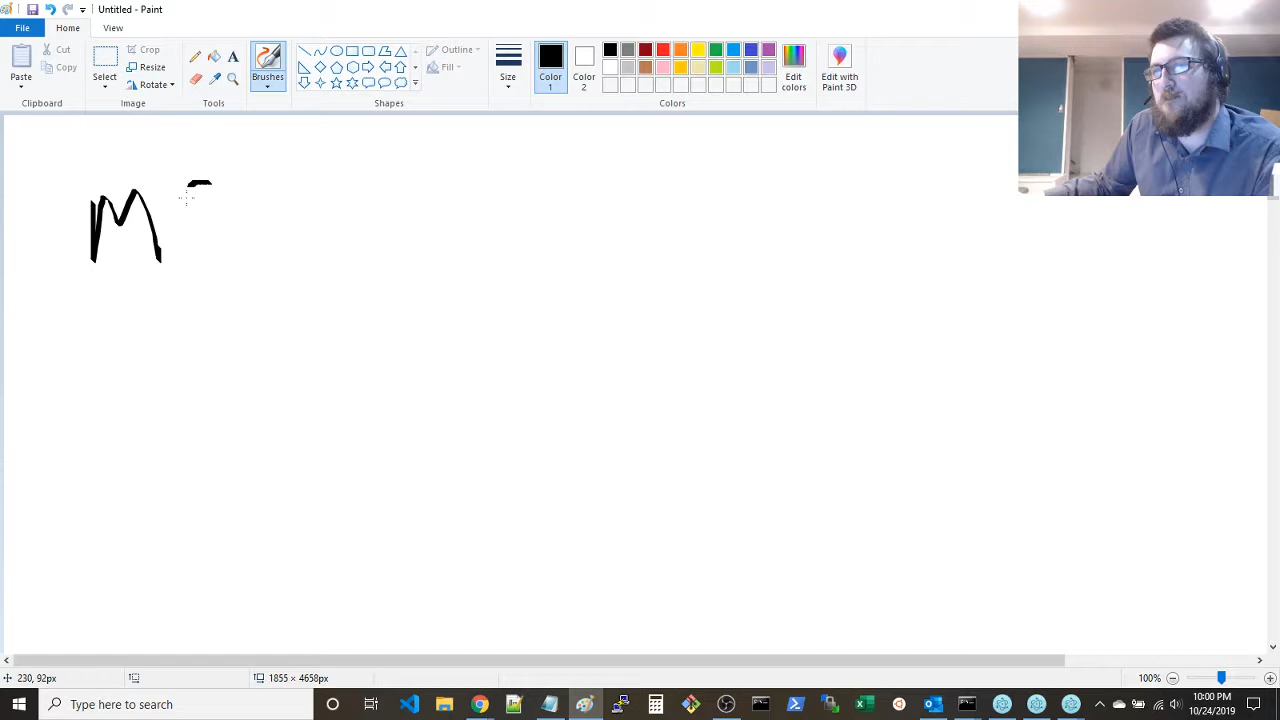 Untitled - Paint
File Home View
Paste Cut Copy Clipboard
Select Crop Resize Rotate Image
Tools
Brushes
Shapes Outline Fill
Size
Color 1 Color 2 Colors
Edit colors
Edit with Paint 3D
M
230, 92px 1855 × 4658px 100%
Type here to search 10:00 PM
10/24/2019